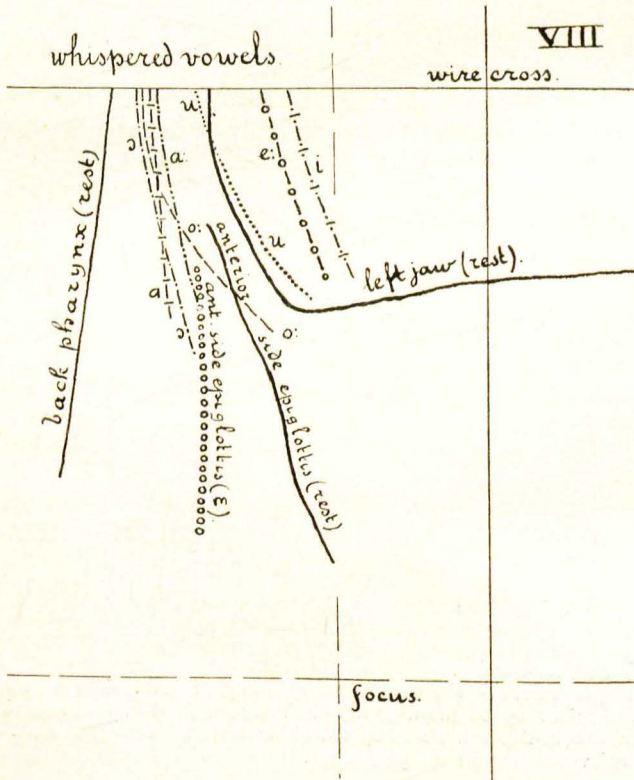 VIII
whispered vowels
wire cross.
u
e:
i
ɔ
a:
back pharynx (rest)
o:
u
left jaw (rest).
a
ɔ
o:
anterior
side epiglottis (rest)
ant. side epiglottis (ε)
focus.